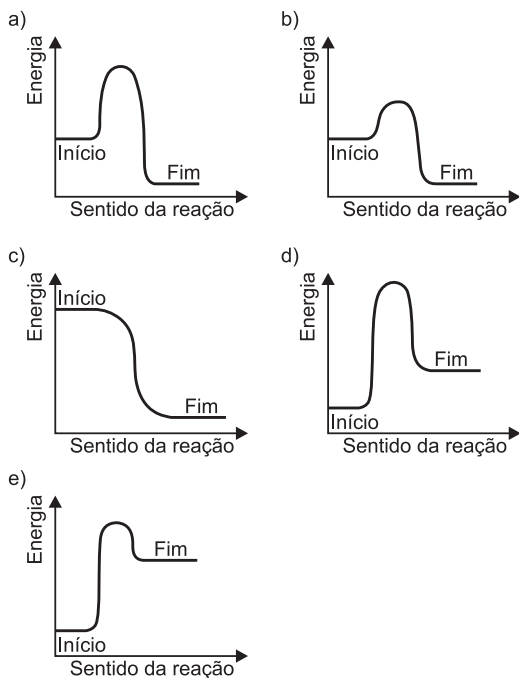 a)
Energia
Início
Fim
Sentido da reação
b)
Energia
Início
Fim
Sentido da reação
c)
Energia
Início
Fim
Sentido da reação
d)
Energia
Início
Fim
Sentido da reação
e)
Energia
Início
Fim
Sentido da reação